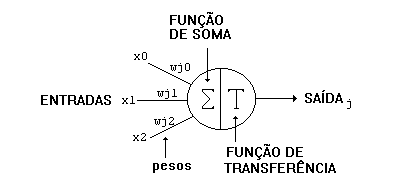 FUNÇÃO
DE SOMA
x0
wj0
ENTRADAS x1 wj1 Σ T SAÍDA j
wj2
x2
pesos
FUNÇÃO DE
TRANSFERÊNCIA